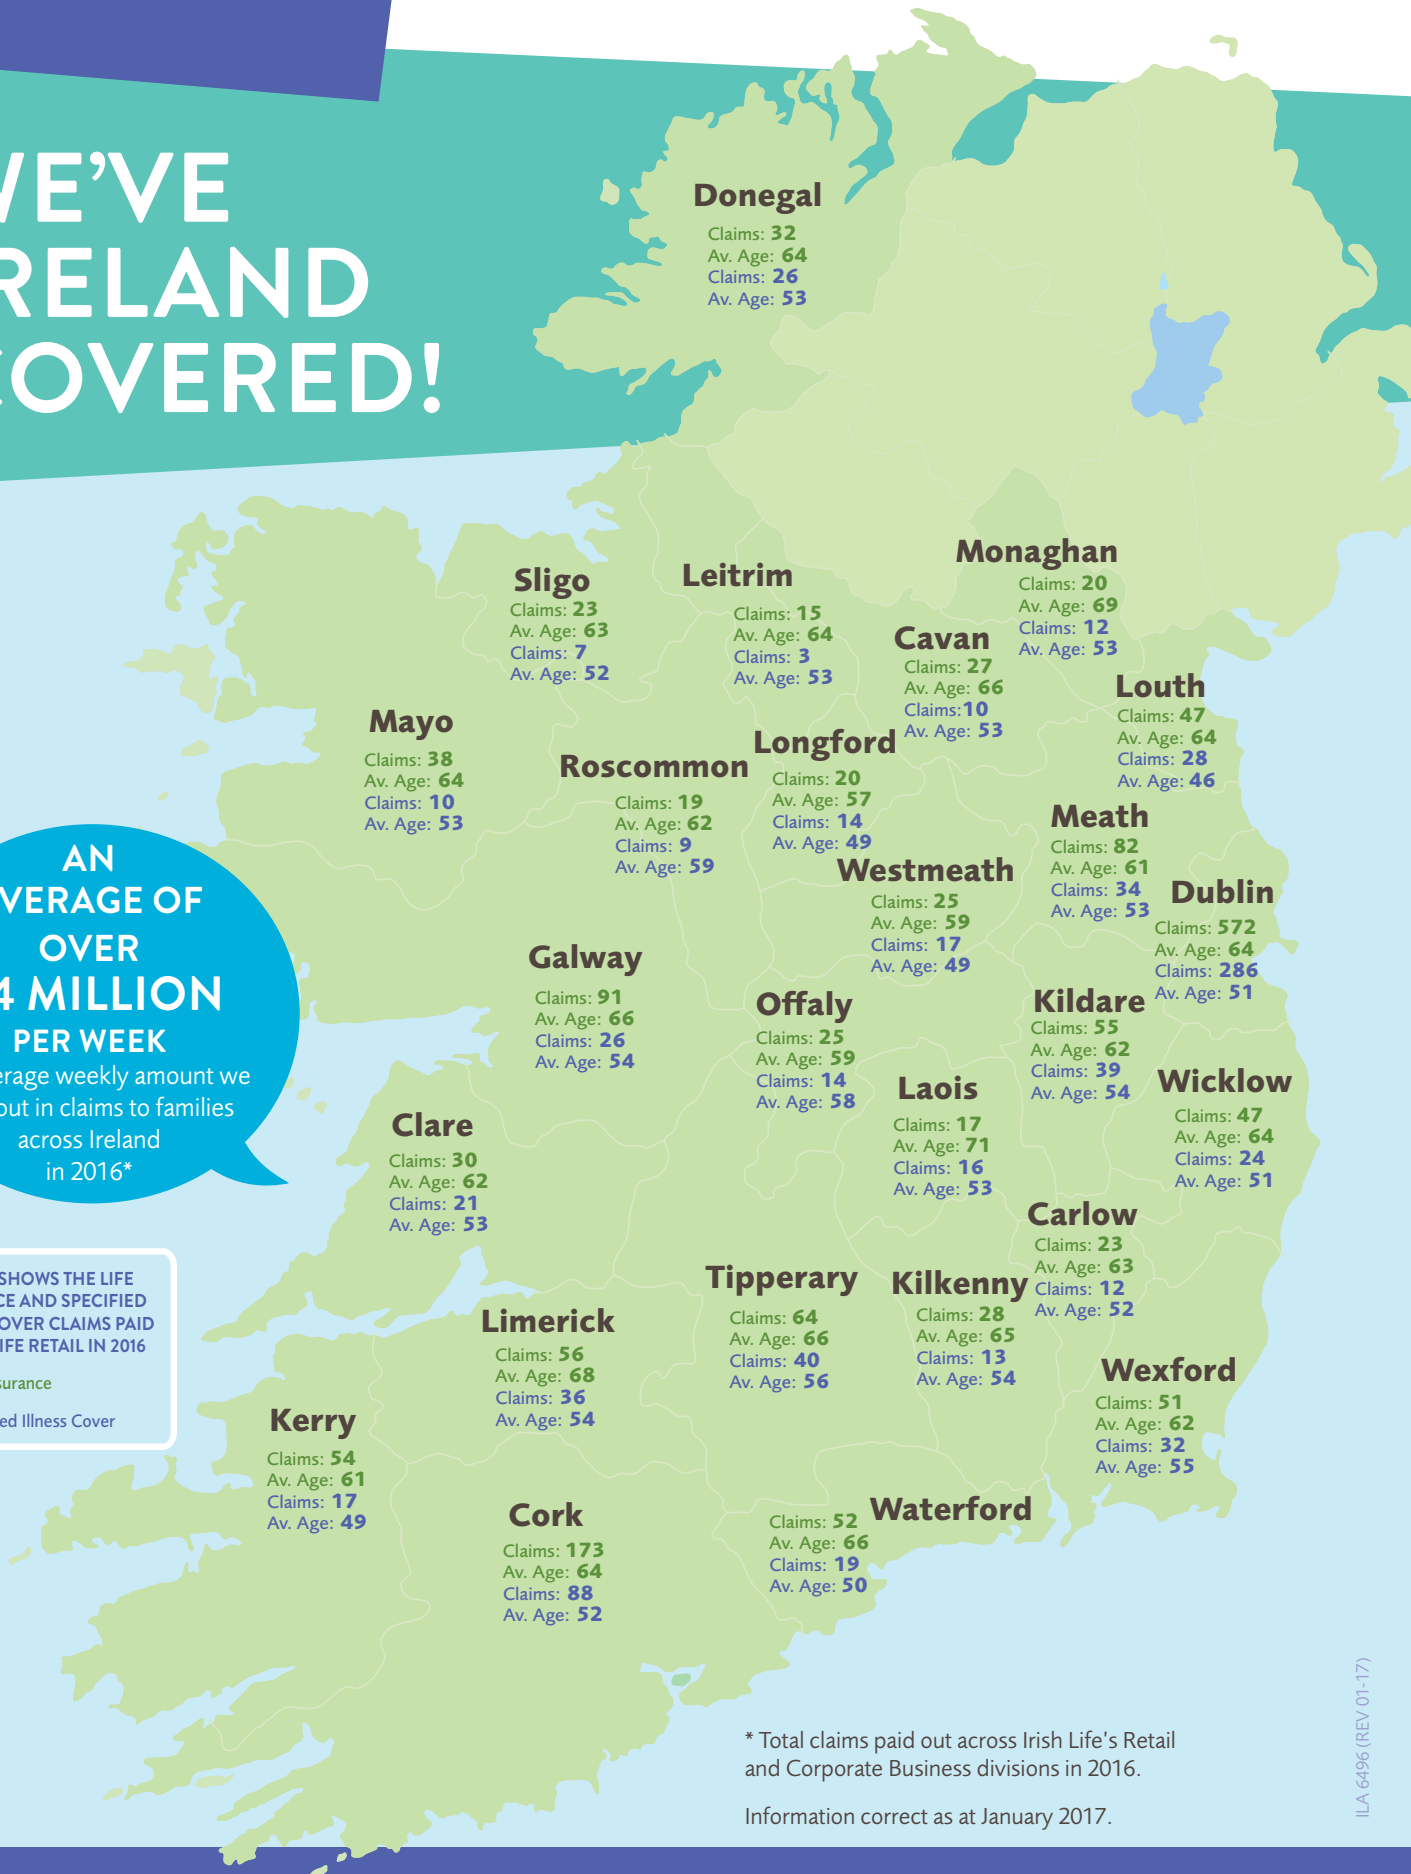 WE'VE
IRELAND
COVERED!
Donegal
Claims: 32
Av. Age: 64
Claims: 26
Av. Age: 53
Monaghan
Claims: 20
Av. Age: 69
Claims: 12
Av. Age: 53
Sligo
Claims: 23
Av. Age: 63
Claims: 7
Av. Age: 52
Leitrim
Claims: 15
Av. Age: 64
Claims: 3
Av. Age: 53
Cavan
Claims: 27
Av. Age: 66
Claims:10
Av. Age: 53
Louth
Claims: 47
Av. Age: 64
Claims: 28
Av. Age: 46
Mayo
Claims: 38
Av. Age: 64
Claims: 10
Av. Age: 53
Roscommon
Claims: 19
Av. Age: 62
Claims: 9
Av. Age: 59
Longford
Claims: 20
Av. Age: 57
Claims: 14
Av. Age: 49
Meath
Claims: 82
Av. Age: 61
Claims: 34
Av. Age: 53
Westmeath
Claims: 25
Av. Age: 59
Claims: 17
Av. Age: 49
Dublin
Claims: 572
Av. Age: 64
Claims: 286
Av. Age: 51
AN
VERAGE OF
OVER
4 MILLION
PER WEEK
erage weekly amount we
out in claims to families
across Ireland
in 2016*
Galway
Claims: 91
Av. Age: 66
Claims: 26
Av. Age: 54
Offaly
Claims: 25
Av. Age: 59
Claims: 14
Av. Age: 58
Kildare
Claims: 55
Av. Age: 62
Claims: 39
Av. Age: 54
Laois
Claims: 17
Av. Age: 71
Claims: 16
Av. Age: 53
Wicklow
Claims: 47
Av. Age: 64
Claims: 24
Av. Age: 51
Clare
Claims: 30
Av. Age: 62
Claims: 21
Av. Age: 53
Carlow
Claims: 23
Av. Age: 63
Claims: 12
Av. Age: 52
SHOWS THE LIFE
CE AND SPECIFIED
OVER CLAIMS PAID
IFE RETAIL IN 2016
surance
ed Illness Cover
Tipperary
Claims: 64
Av. Age: 66
Claims: 40
Av. Age: 56
Kilkenny
Claims: 28
Av. Age: 65
Claims: 13
Av. Age: 54
Limerick
Claims: 56
Av. Age: 68
Claims: 36
Av. Age: 54
Wexford
Claims: 51
Av. Age: 62
Claims: 32
Av. Age: 55
Kerry
Claims: 54
Av. Age: 61
Claims: 17
Av. Age: 49
Cork
Claims: 173
Av. Age: 64
Claims: 88
Av. Age: 52
Waterford
Claims: 52
Av. Age: 66
Claims: 19
Av. Age: 50
* Total claims paid out across Irish Life's Retail
and Corporate Business divisions in 2016.
Information correct as at January 2017.
ILA 6496 (REV 01-17)